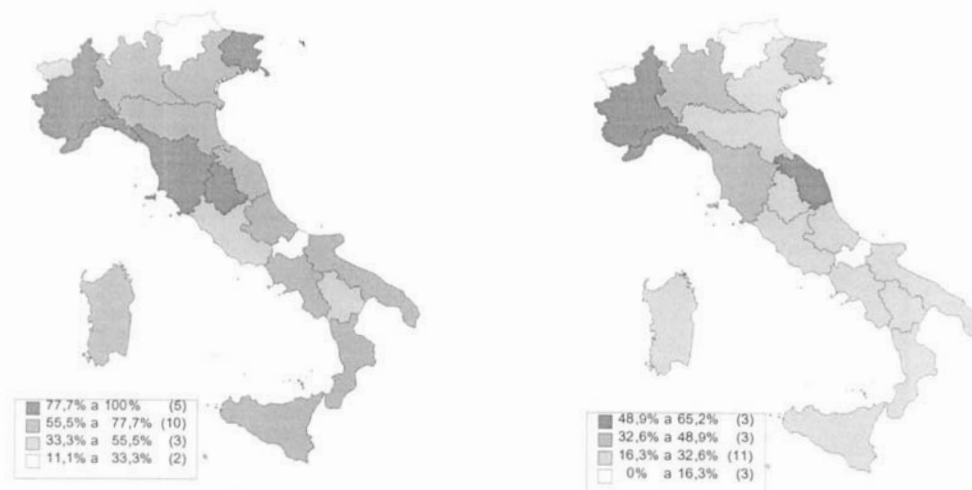 77,7% a 100% (5)
55,5% a 77,7% (10)
33,3% a 55,5% (3)
11,1% a 33,3% (2)
48,9% a 65,2% (3)
32,6% a 48,9% (3)
16,3% a 32,6% (11)
0% a 16,3% (3)